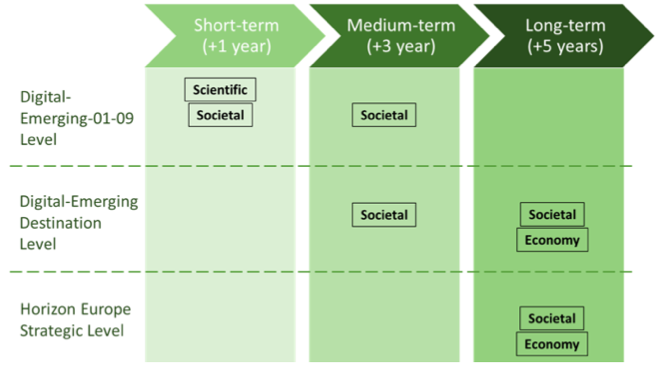 Short-term
(+1 year)
Medium-term
(+3 year)
Long-term
(+5 years)
Digital-
Emerging-01-09
Level
Scientific
Societal
Societal
Digital-Emerging
Destination
Level
Societal
Societal
Economy
Horizon Europe
Strategic Level
Societal
Economy